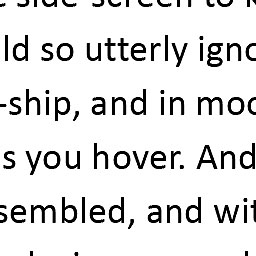 side-screen to k
ld so utterly igno
-ship, and in mod
s you hover. And
sembled, and wit